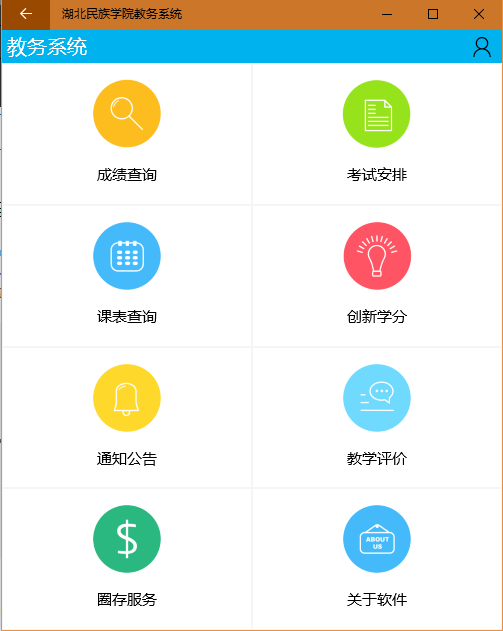 湖北民族学院教务系统
教务系统
成绩查询
考试安排
课表查询
创新学分
通知公告
教学评价
$
ABOUT
US
圈存服务
关于软件